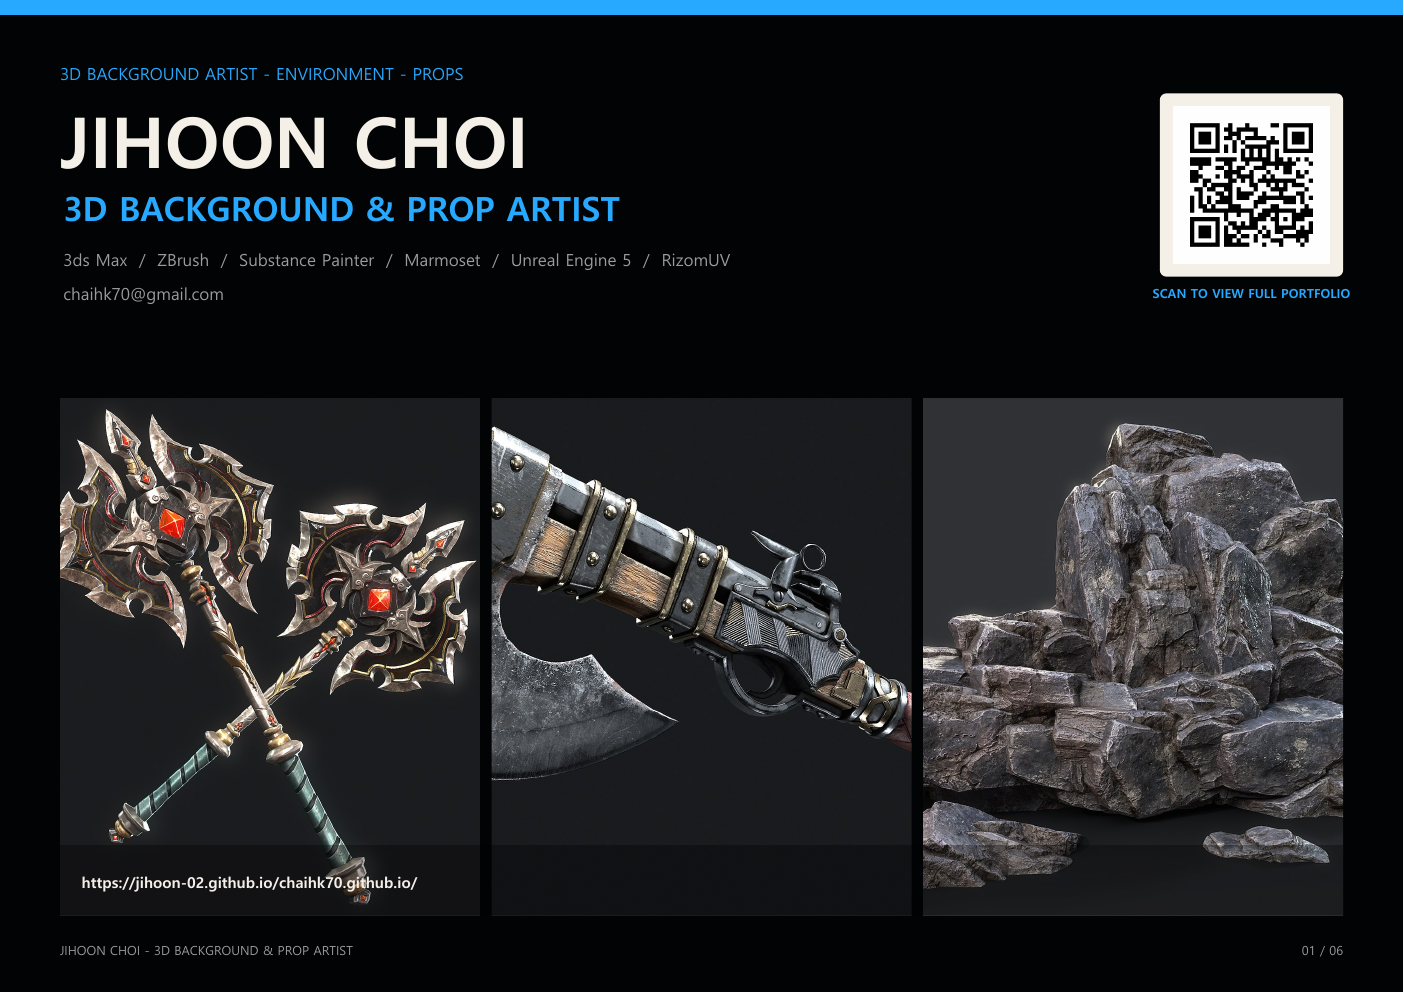 3D BACKGROUND ARTIST - ENVIRONMENT - PROPS
JIHOON CHOI
3D BACKGROUND & PROP ARTIST
3ds Max / ZBrush / Substance Painter / Marmoset / Unreal Engine 5 / RizomUV
chaihk70@gmail.com
SCAN TO VIEW FULL PORTFOLIO
https://jihoon-02.github.io/chaihk70.github.io/
JIHOON CHOI - 3D BACKGROUND & PROP ARTIST
01 / 06